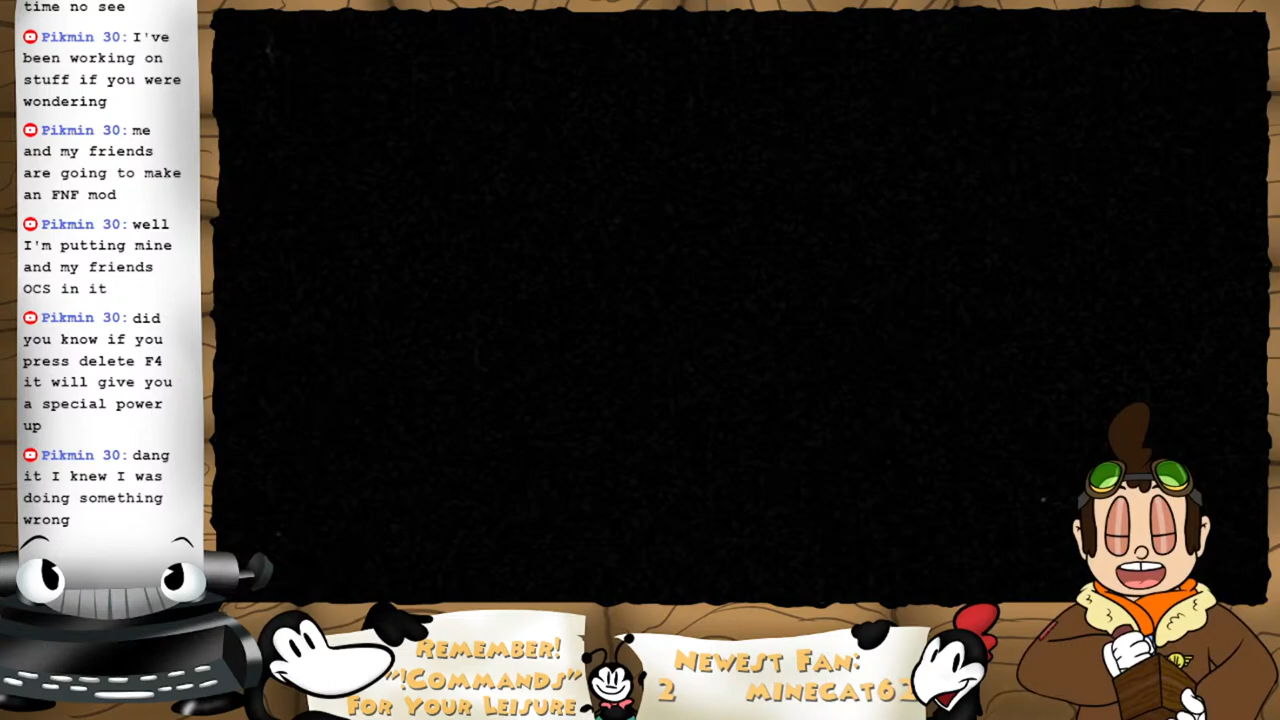 time no see
Pikmin 30: I've
been working on
stuff if you were
wondering
Pikmin 30: me
and my friends
are going to make
an FNF mod
Pikmin 30: well
I'm putting mine
and my friends
OCS in it
Pikmin 30: did
you know if you
press delete F4
it will give you
a special power
up
Pikmin 30: dang
it I knew I was
doing something
wrong
Remember!
"!Commands"
For Your Leisure
Newest Fan:
2 minecat62